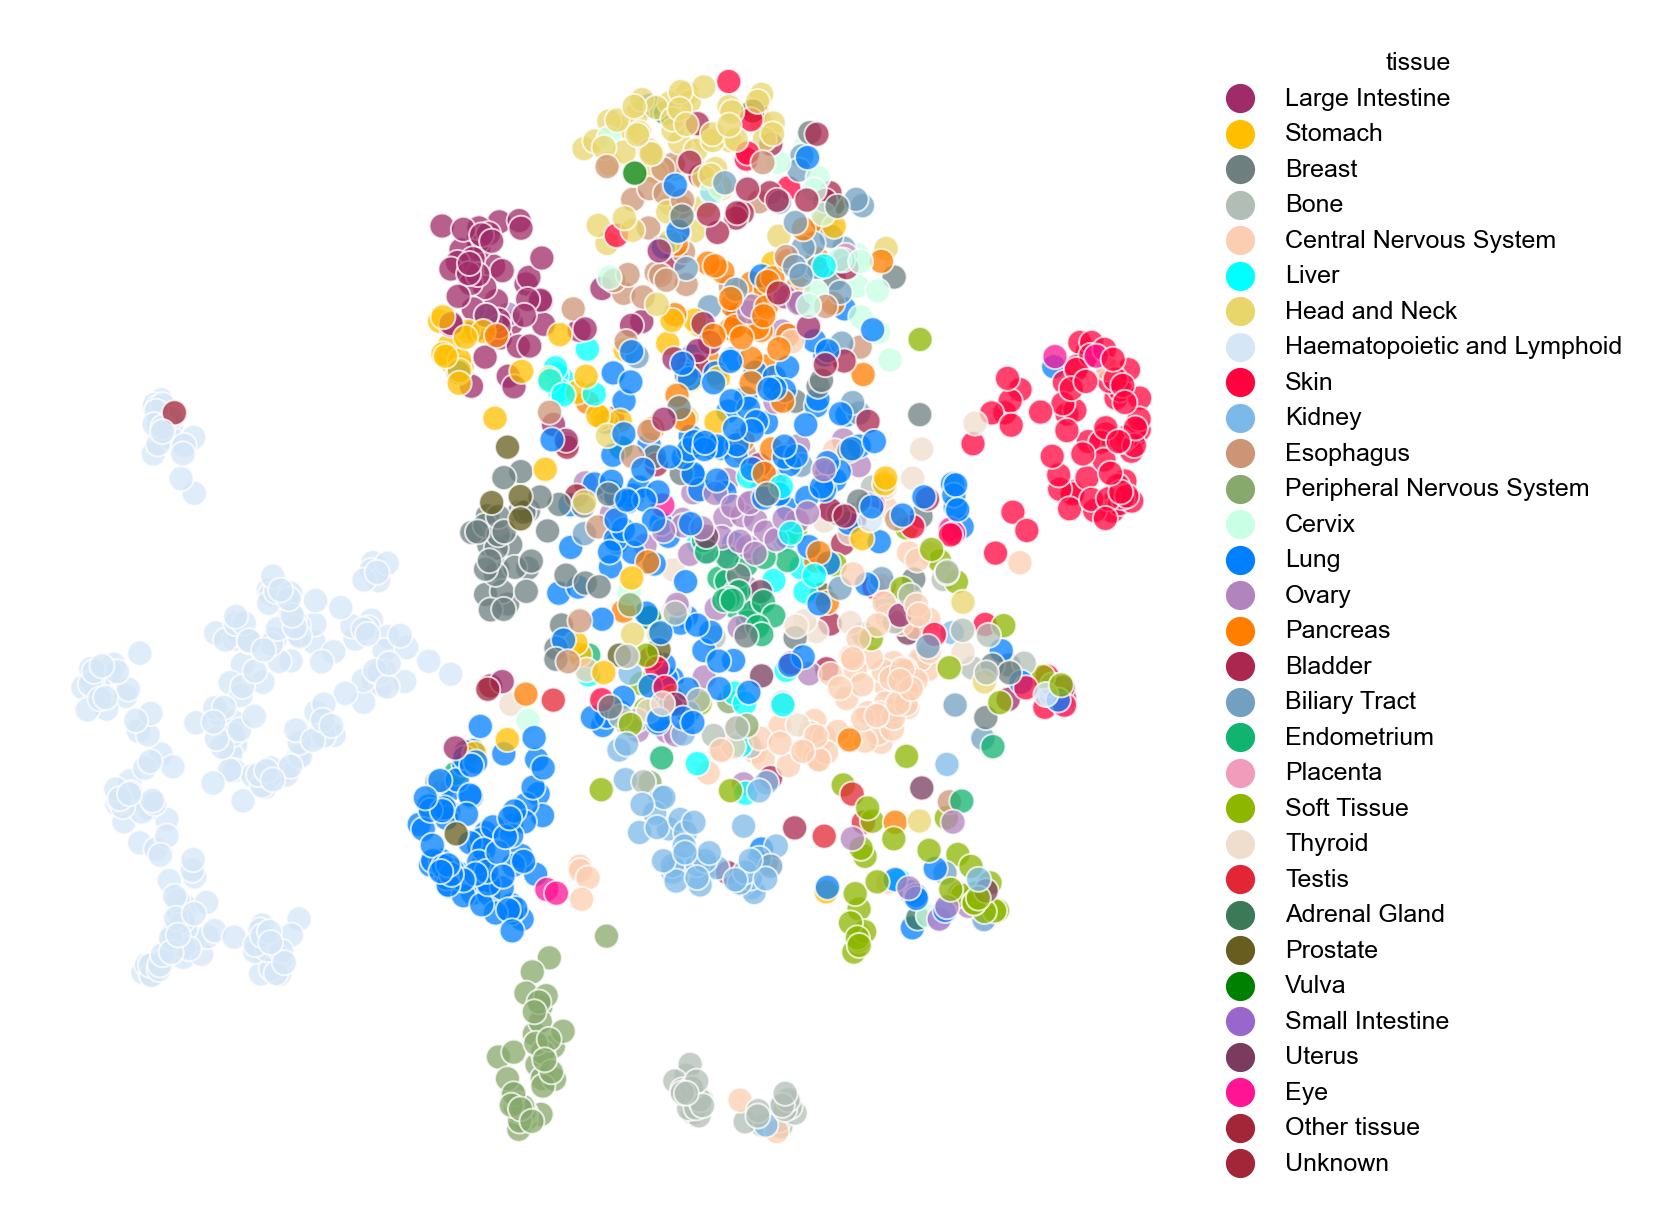 tissue
Large Intestine
Stomach
Breast
Bone
Central Nervous System
Liver
Head and Neck
Haematopoietic and Lymphoid
Skin
Kidney
Esophagus
Peripheral Nervous System
Cervix
Lung
Ovary
Pancreas
Bladder
Biliary Tract
Endometrium
Placenta
Soft Tissue
Thyroid
Testis
Adrenal Gland
Prostate
Vulva
Small Intestine
Uterus
Eye
Other tissue
Unknown